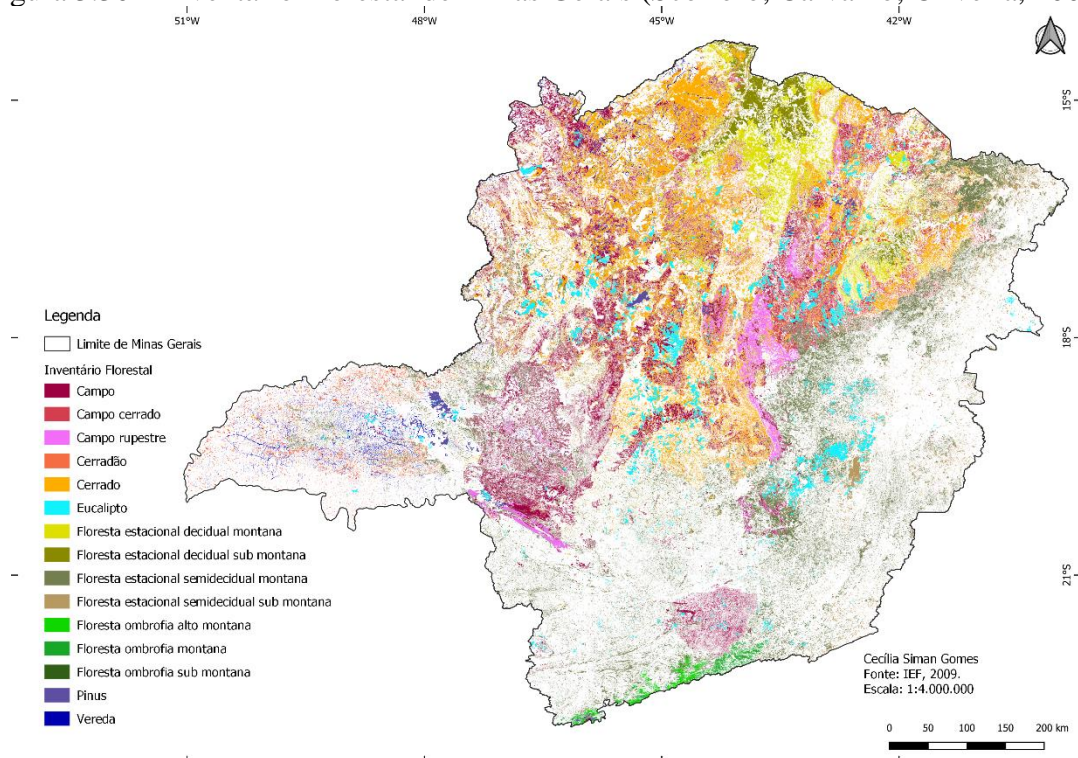 51°W 48°W 45°W 42°W
15°S
18°S
21°S
Legenda
Limite de Minas Gerais
Inventário Florestal
Campo
Campo cerrado
Campo rupestre
Cerradão
Cerrado
Eucalipto
Floresta estacional decidual montana
Floresta estacional decidual sub montana
Floresta estacional semidecidual montana
Floresta estacional semidecidual sub montana
Floresta ombrofia alto montana
Floresta ombrofia montana
Floresta ombrofia sub montana
Pinus
Vereda
Cecília Siman Gomes
Fonte: IEF, 2009.
Escala: 1:4.000.000
0 50 100 150 200 km